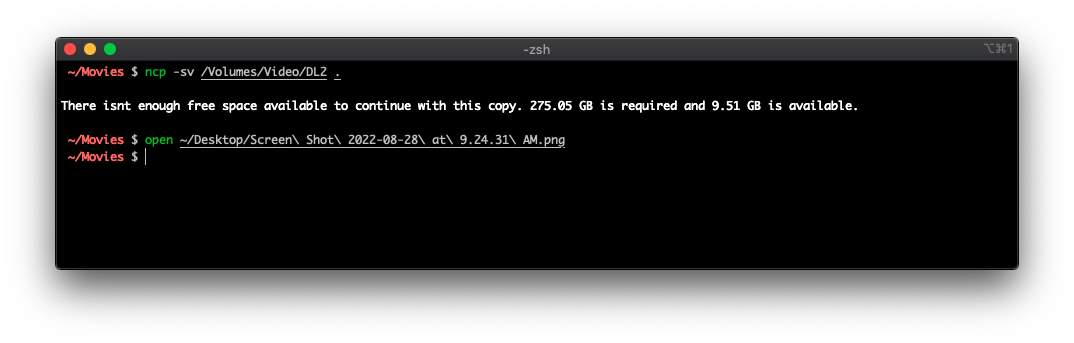 -zsh
⌥⌘1
~/Movies $ ncp -sv /Volumes/Video/DL2 .
There isnt enough free space available to continue with this copy. 275.05 GB is required and 9.51 GB is available.
~/Movies $ open ~/Desktop/Screen\ Shot\ 2022-08-28\ at\ 9.24.31\ AM.png
~/Movies $